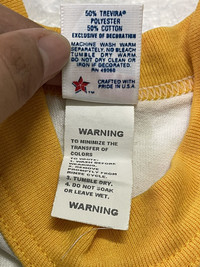 50% TREVIRA®
POLYESTER
50% COTTON
EXCLUSIVE OF DECORATION
MACHINE WASH WARM
SEPARATELY. NO BLEACH
TUMBLE DRY WARM.
DO NOT DRY CLEAN OR
IRON IF DECORATED.
CRAFTED WITH
PRIDE IN U.S.A.
WARNING
TO MINIMIZE THE
TRANSFER OF
COLORS
WHITE CYCLE.
3. TUMBLE DRY.
4. DO NOT SOAK
OR LEAVE WET.
WARNING